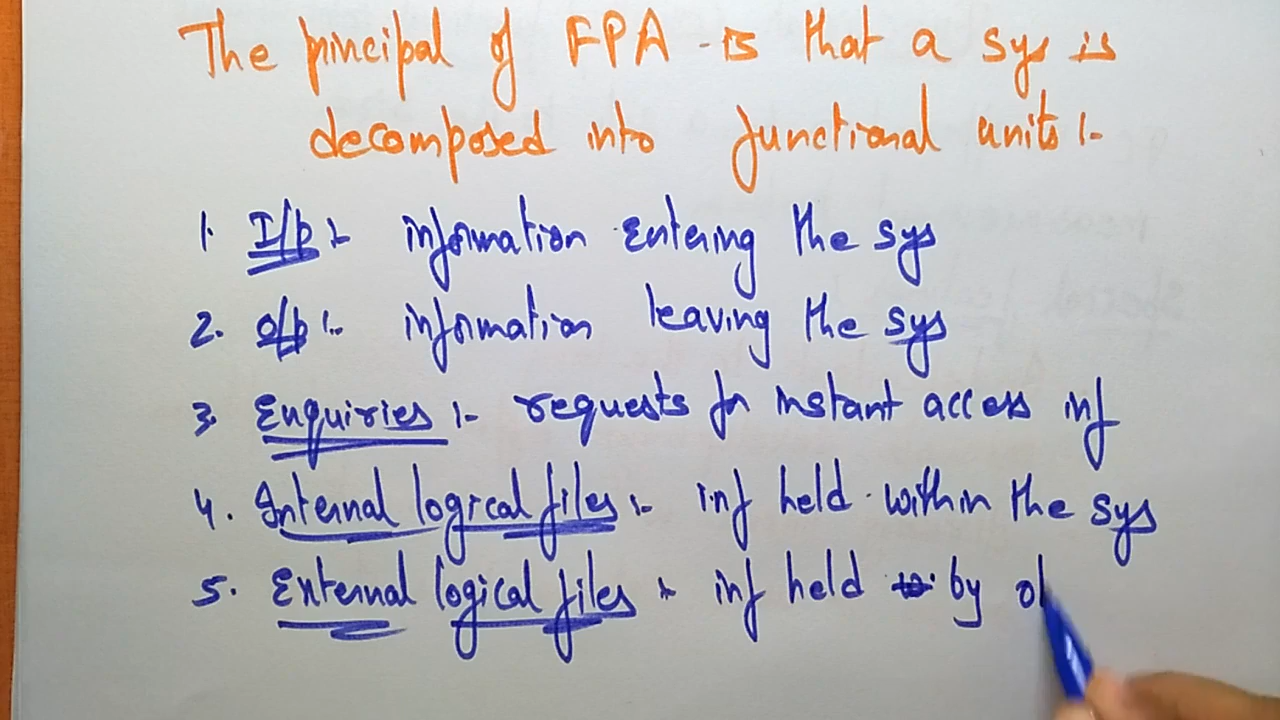 The principal of FPA - is that a sys is
decomposed into functional units :-
1. I/p :- information entering the sys
2. o/p :- information leaving the sys
3. Enquiries :- requests for instant access inf
4. Internal logical files :- inf held within the sys
5. External logical files :- inf held by